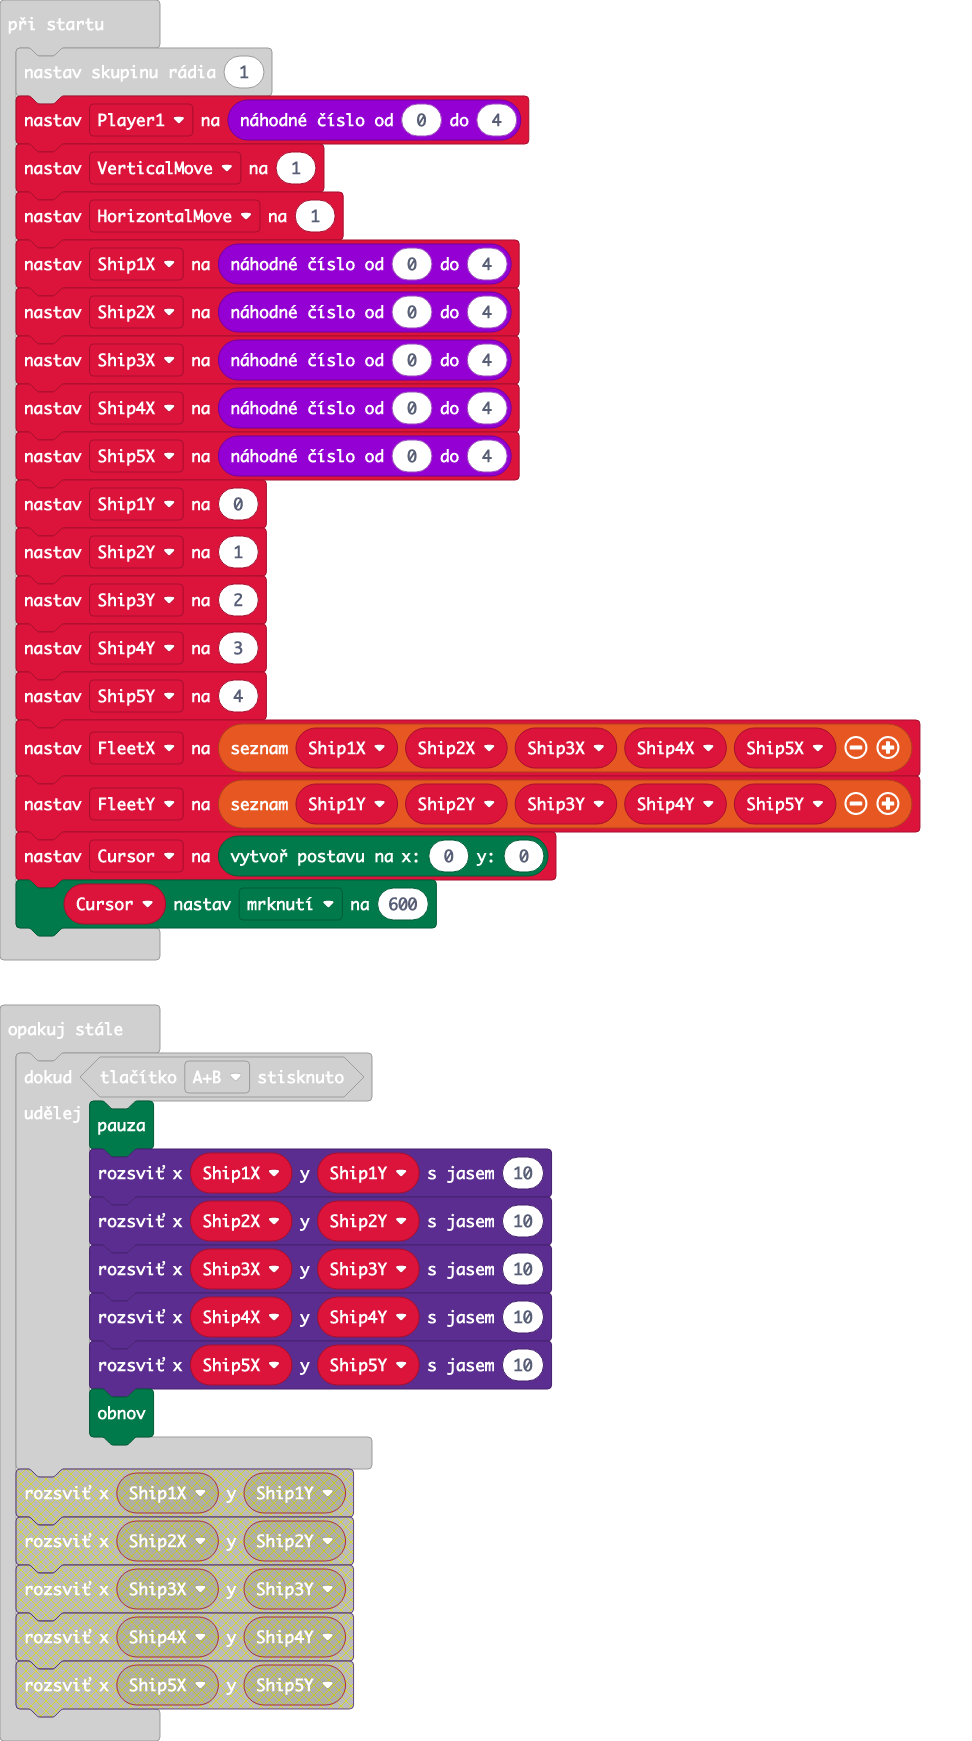 při startu
nastav skupinu rádia 1
nastav Player1 na náhodné číslo od 0 do 4
nastav VerticalMove na 1
nastav HorizontalMove na 1
nastav Ship1X na náhodné číslo od 0 do 4
nastav Ship2X na náhodné číslo od 0 do 4
nastav Ship3X na náhodné číslo od 0 do 4
nastav Ship4X na náhodné číslo od 0 do 4
nastav Ship5X na náhodné číslo od 0 do 4
nastav Ship1Y na 0
nastav Ship2Y na 1
nastav Ship3Y na 2
nastav Ship4Y na 3
nastav Ship5Y na 4
nastav FleetX na seznam Ship1X Ship2X Ship3X Ship4X Ship5X
nastav FleetY na seznam Ship1Y Ship2Y Ship3Y Ship4Y Ship5Y
nastav Cursor na vytvoř postavu na x: 0 y: 0
Cursor nastav mrknutí na 600
opakuj stále
dokud tlačítko A+B stisknuto
udělej
pauza
rozsviť x Ship1X y Ship1Y s jasem 10
rozsviť x Ship2X y Ship2Y s jasem 10
rozsviť x Ship3X y Ship3Y s jasem 10
rozsviť x Ship4X y Ship4Y s jasem 10
rozsviť x Ship5X y Ship5Y s jasem 10
obnov
rozsviť x Ship1X y Ship1Y
rozsviť x Ship2X y Ship2Y
rozsviť x Ship3X y Ship3Y
rozsviť x Ship4X y Ship4Y
rozsviť x Ship5X y Ship5Y